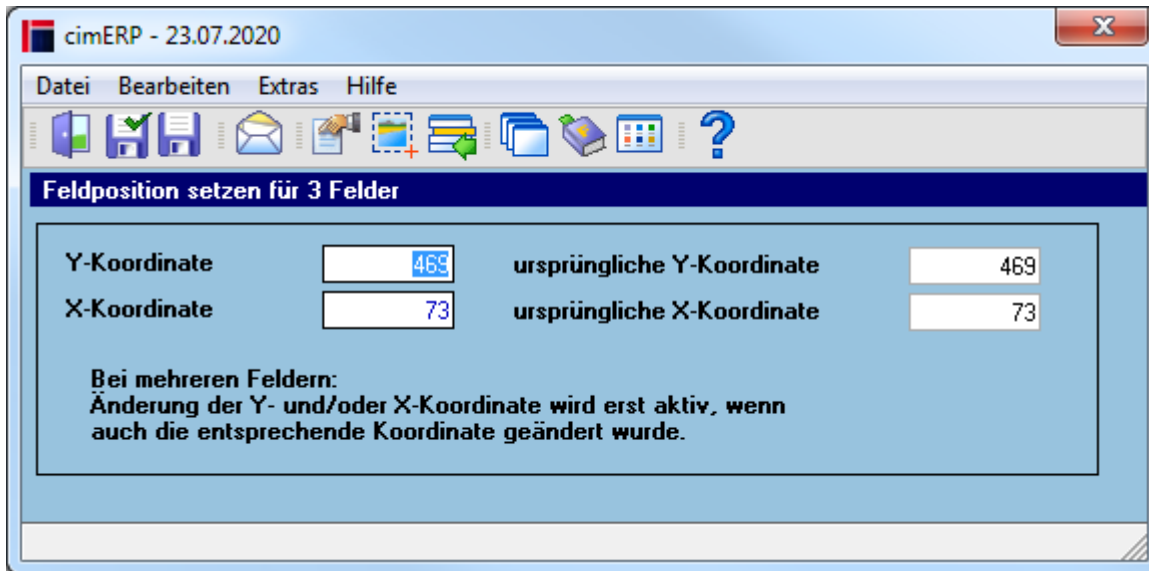 cimERP - 23.07.2020
Datei Bearbeiten Extras Hilfe
Feldposition setzen für 3 Felder
Y-Koordinate 469 ursprüngliche Y-Koordinate 469
X-Koordinate 73 ursprüngliche X-Koordinate 73
Bei mehreren Feldern:
Änderung der Y- und/oder X-Koordinate wird erst aktiv, wenn
auch die entsprechende Koordinate geändert wurde.